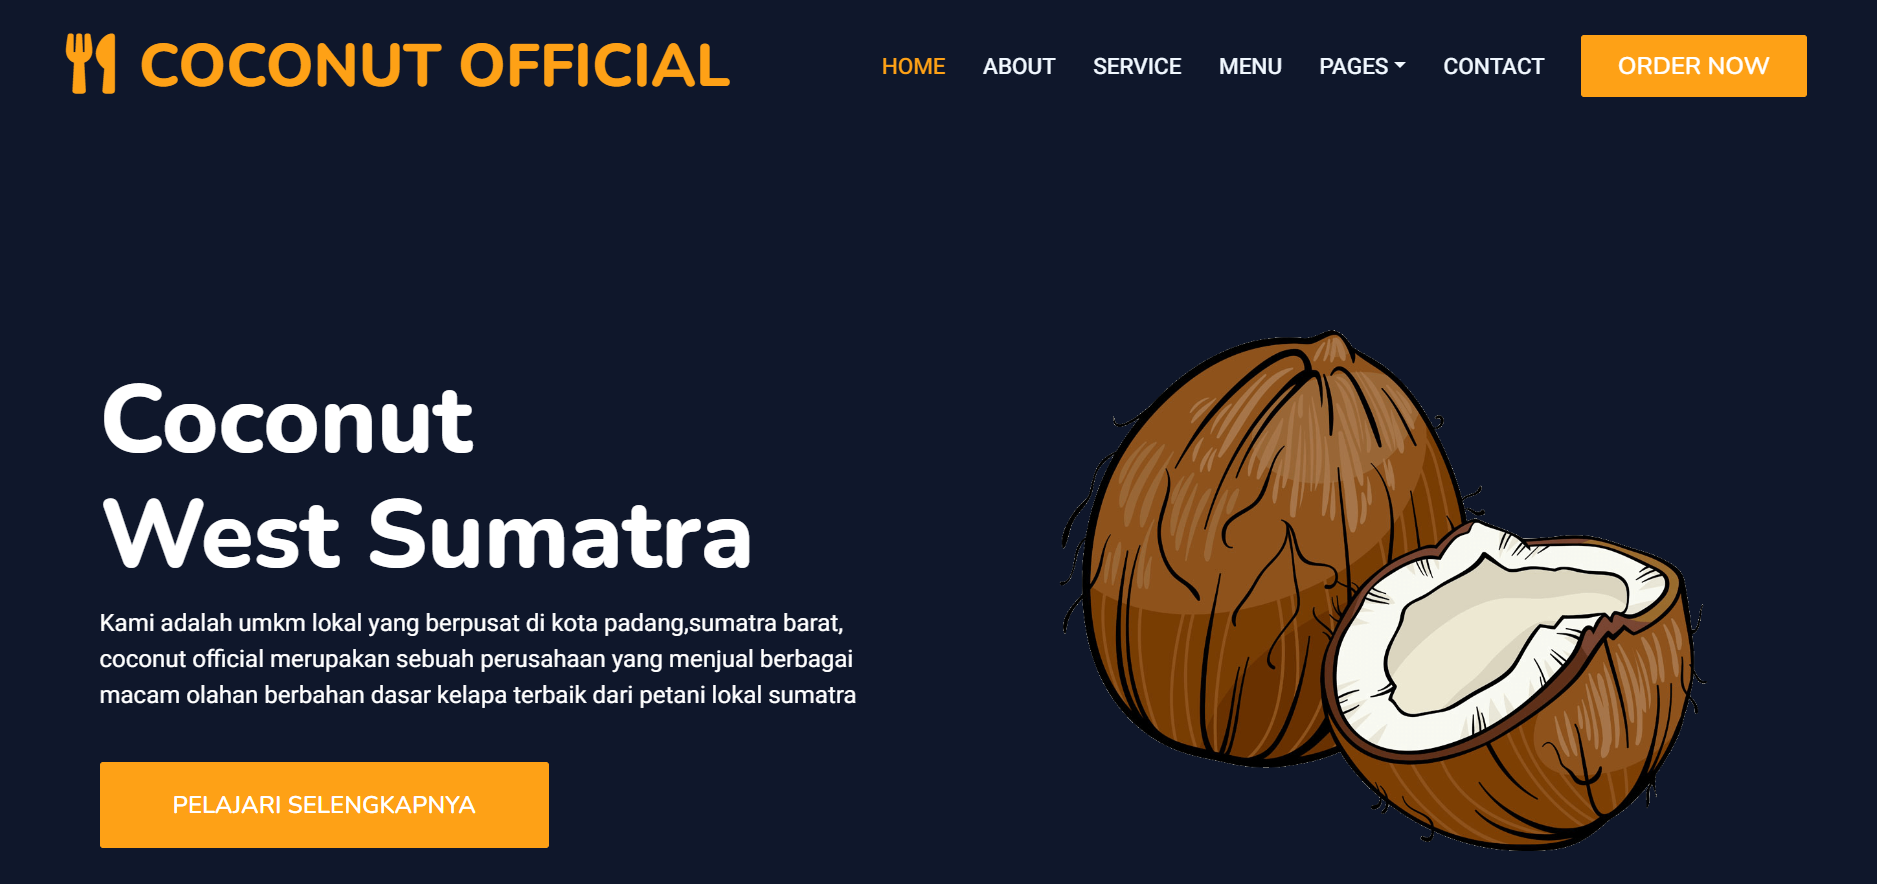 COCONUT OFFICIAL
HOME ABOUT SERVICE MENU PAGES CONTACT ORDER NOW
Coconut
West Sumatra
Kami adalah umkm lokal yang berpusat di kota padang,sumatra barat,
coconut official merupakan sebuah perusahaan yang menjual berbagai
macam olahan berbahan dasar kelapa terbaik dari petani lokal sumatra
PELAJARI SELENGKAPNYA